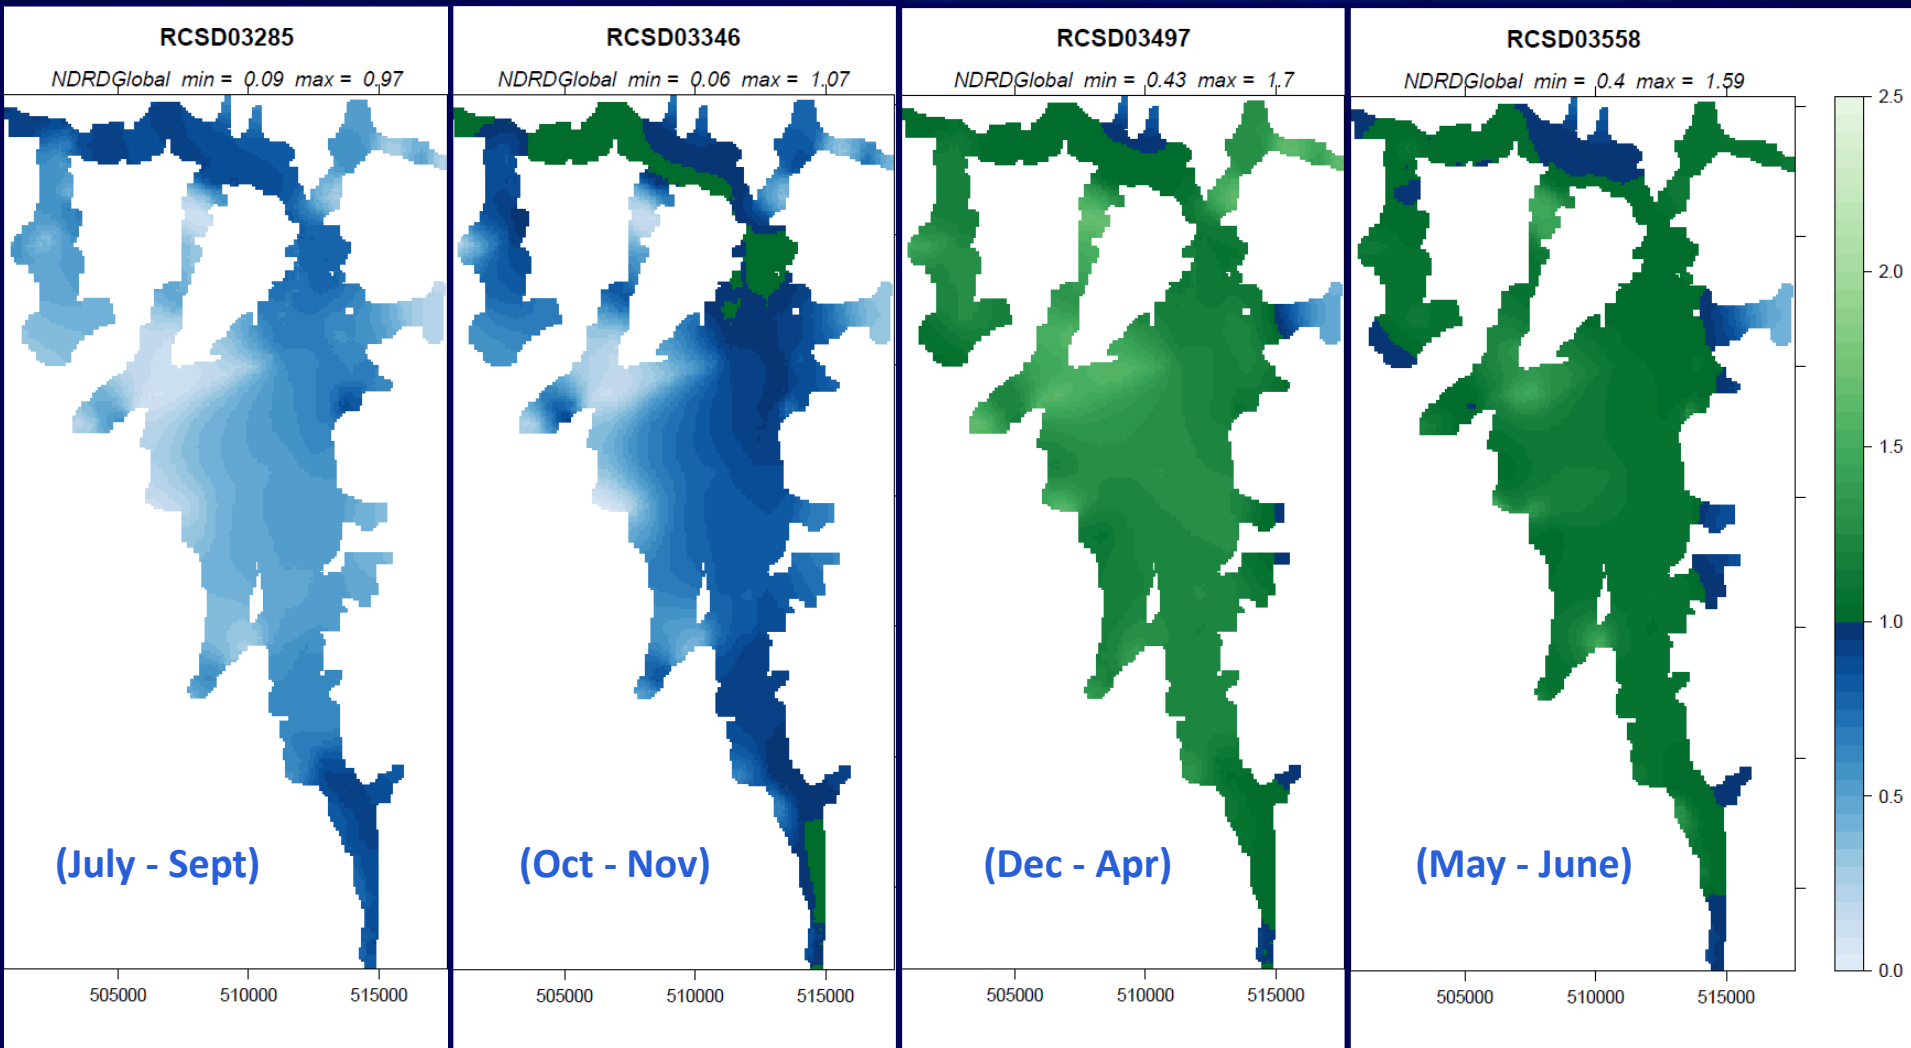 RCSD03285
NDRDGlobal min = 0.09 max = 0.97
505000 510000 515000
(July - Sept)
RCSD03346
NDRDGlobal min = 0.06 max = 1.07
505000 510000 515000
(Oct - Nov)
RCSD03497
NDRDGlobal min = 0.43 max = 1.7
505000 510000 515000
(Dec - Apr)
RCSD03558
NDRDGlobal min = 0.4 max = 1.59
505000 510000 515000
(May - June)
2.5
2.0
1.5
1.0
0.5
0.0